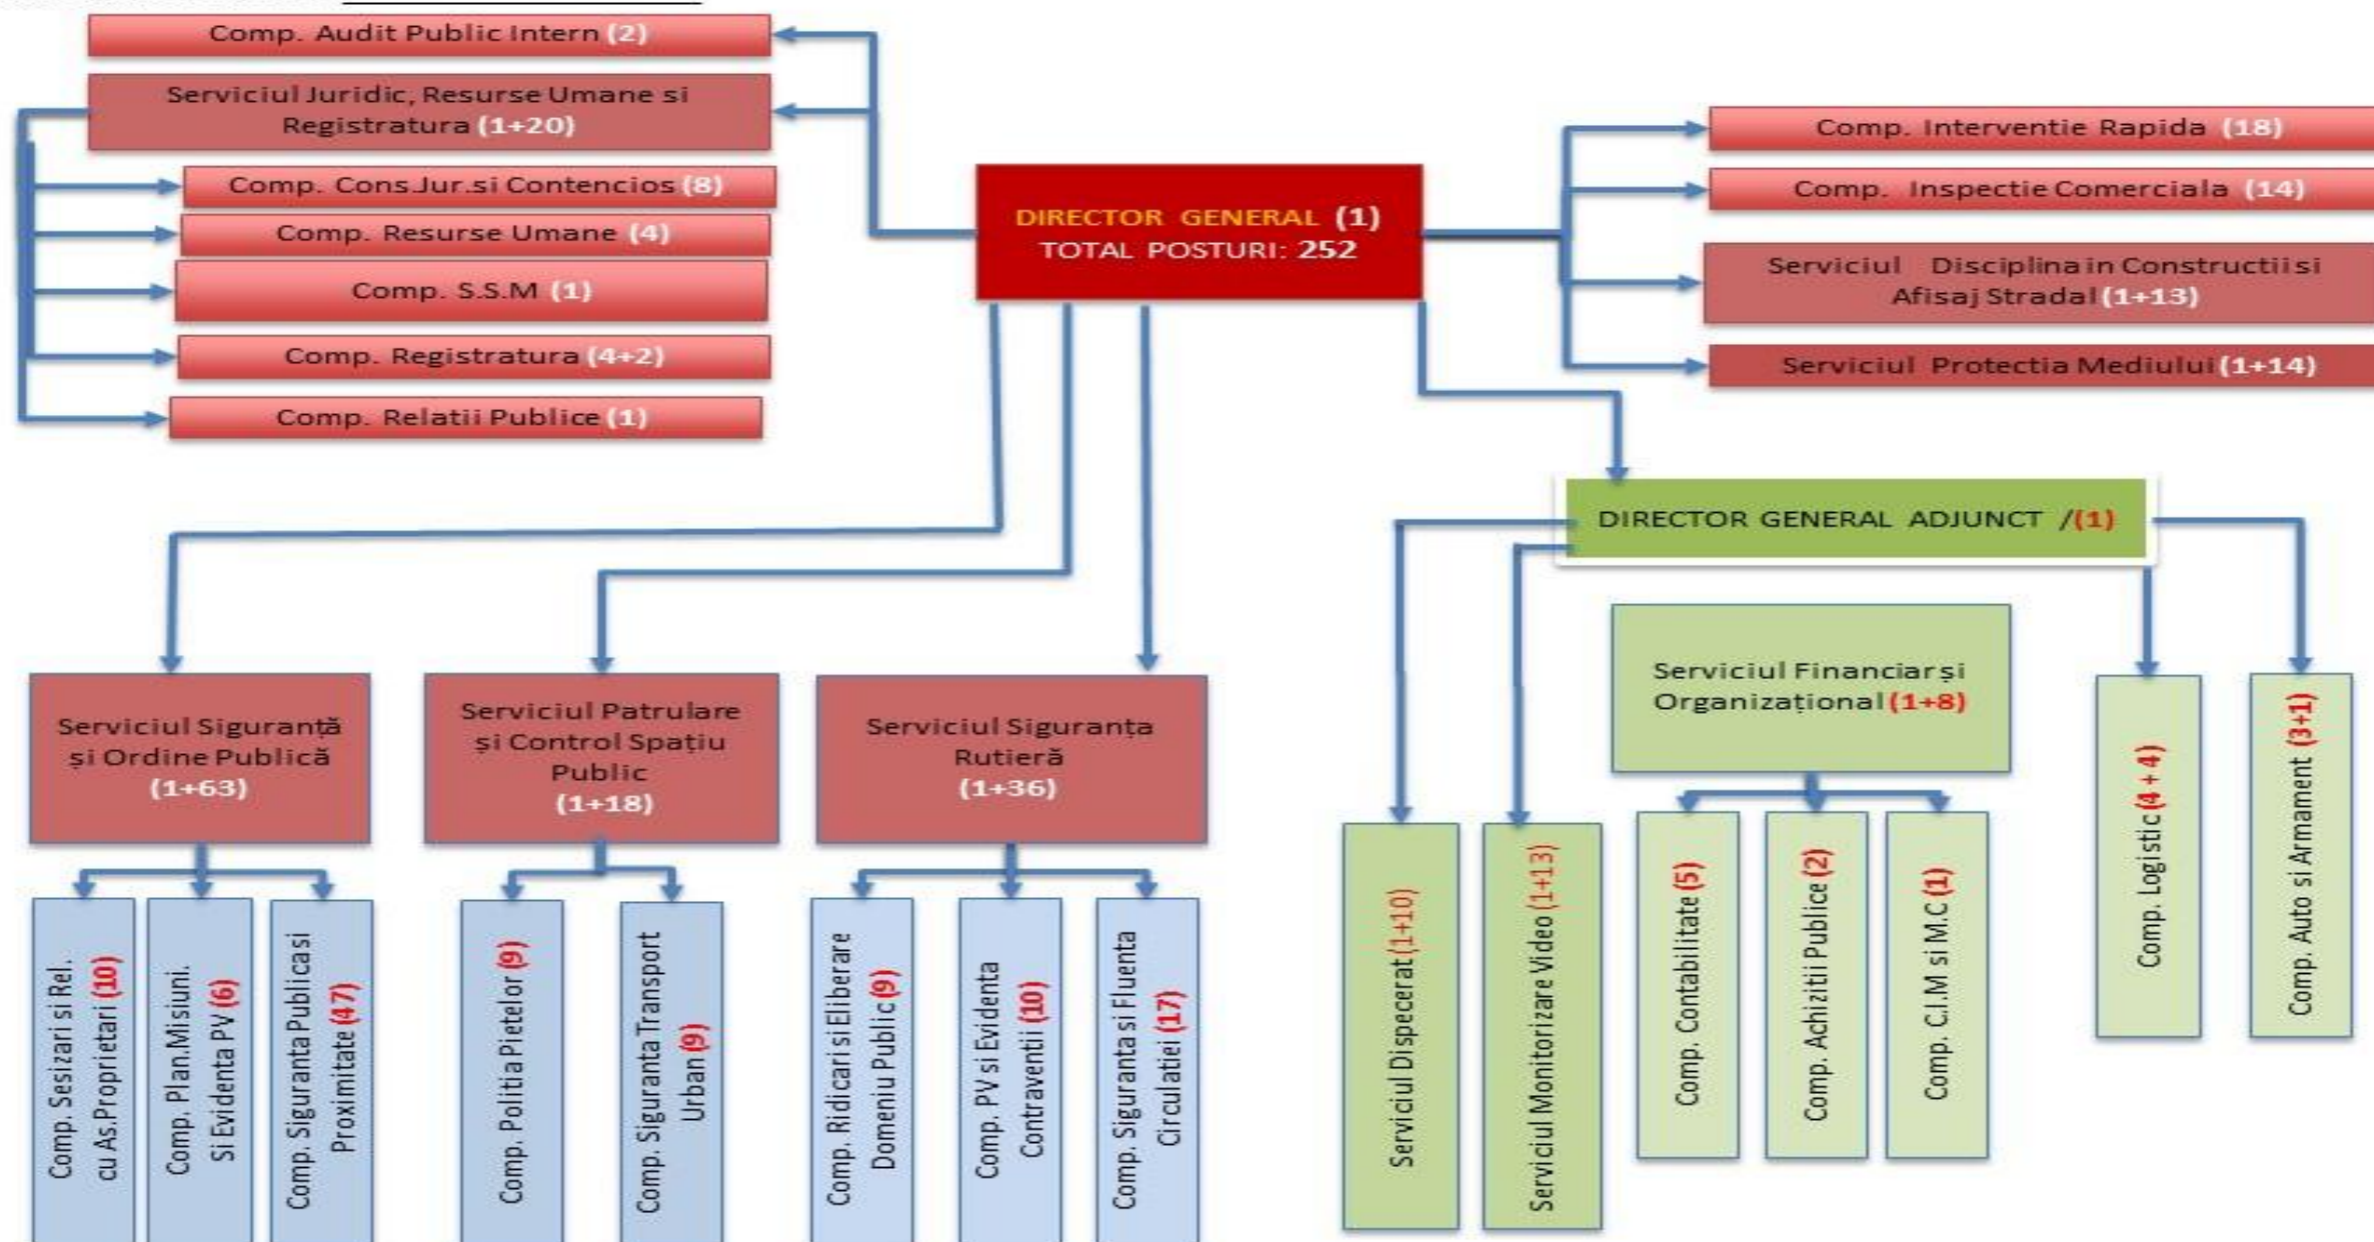 Comp. Audit Public Intern (2)
Serviciul Juridic, Resurse Umane si
Registratura (1+20)
Comp. Cons.Jur.si Contencios (8)
Comp. Resurse Umane (4)
Comp. S.S.M (1)
Comp. Registratura (4+2)
Comp. Relatii Publice (1)
DIRECTOR GENERAL (1)
TOTAL POSTURI: 252
Comp. Interventie Rapida (18)
Comp. Inspectie Comerciala (14)
Serviciul Disciplina in Constructii si
Afisaj Stradal (1+13)
Serviciul Protectia Mediului (1+14)
DIRECTOR GENERAL ADJUNCT /(1)
Serviciul Siguranță
și Ordine Publică
(1+63)
Serviciul Patrulare
și Control Spațiu
Public
(1+18)
Serviciul Siguranța
Rutieră
(1+36)
Serviciul Financiar și
Organizațional (1+8)
Comp. Sesizari si Rel.
cu As.Proprietari (10)
Comp. Plan.Misiuni.
Si Evidenta PV (6)
Comp. Siguranta Publica si
Proximitate (47)
Comp. Politia Pietelor (9)
Comp. Siguranta Transport
Urban (9)
Comp. Ridicari si Eliberare
Domeniu Public (9)
Comp. PV si Evidenta
Contraventii (10)
Comp. Siguranta si Fluenta
Circulatiei (17)
Serviciul Dispecerat (1+10)
Serviciul Monitorizare Video (1+13)
Comp. Contabilitate (5)
Comp. Achizitii Publice (2)
Comp. C.I.M si M.C (1)
Comp. Logistic (4 + 4)
Comp. Auto si Armament (3+1)